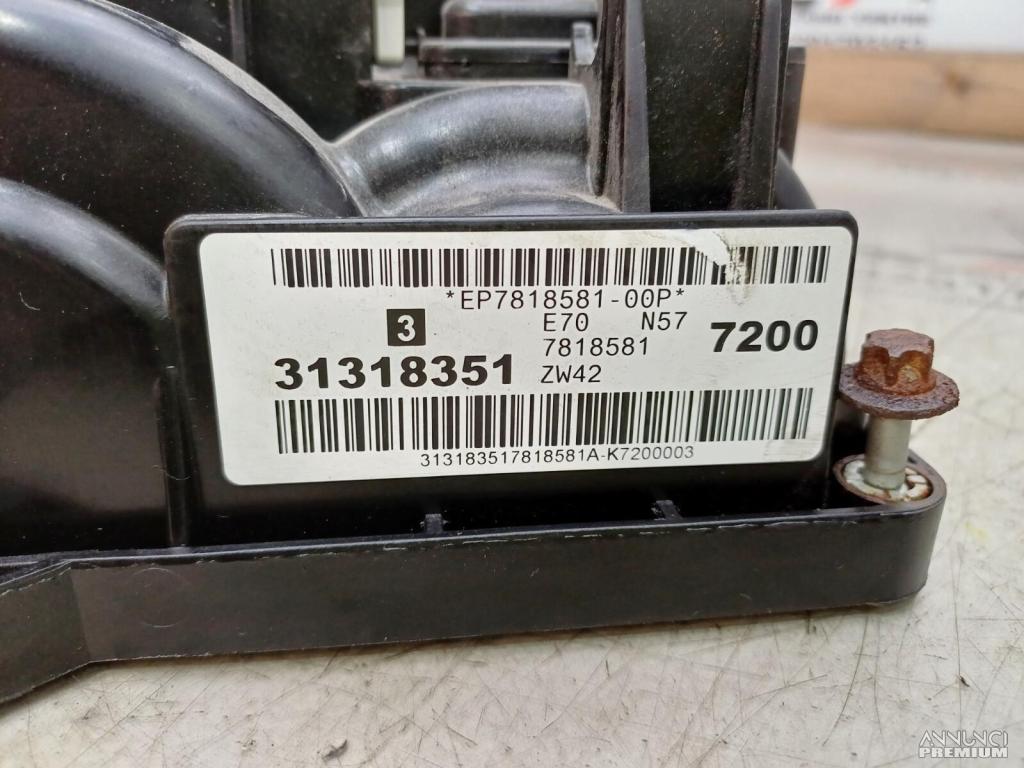 *EP7818581-00P*
3 E70 N57
7818581 7200
31318351 ZW42
313183517818581A-K7200003
ANNUNCI
PREMIUM